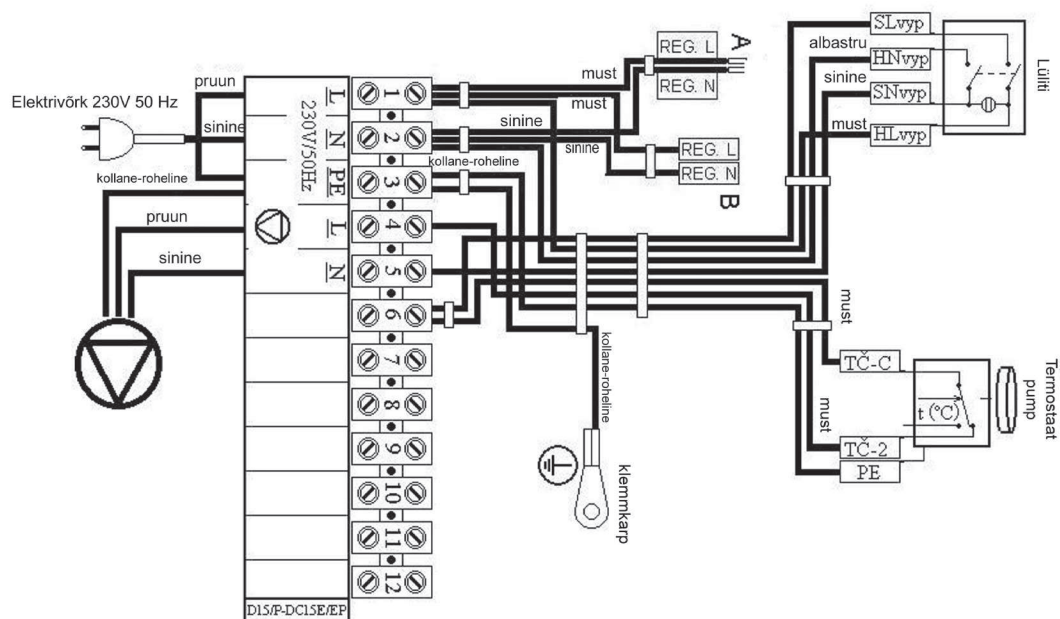 Elektrivõrk 230V 50 Hz
pruun
sinine
kollane-roheline
pruun
sinine
L
N
PE
L
N
230V/50Hz
1
2
3
4
5
6
7
8
9
10
11
12
D15/P-DC15E/EP
must
must
sinine
sinine
kollane-roheline
REG. L
REG. N
A
REG. L
REG. N
B
kollane-roheline
klemmkarp
SLvyp
albastru
HNvyp
sinine
SNvyp
must
HLvyp
Lüliti
must
must
TČ-C
t (°C)
TČ-2
PE
Termostaat
pump